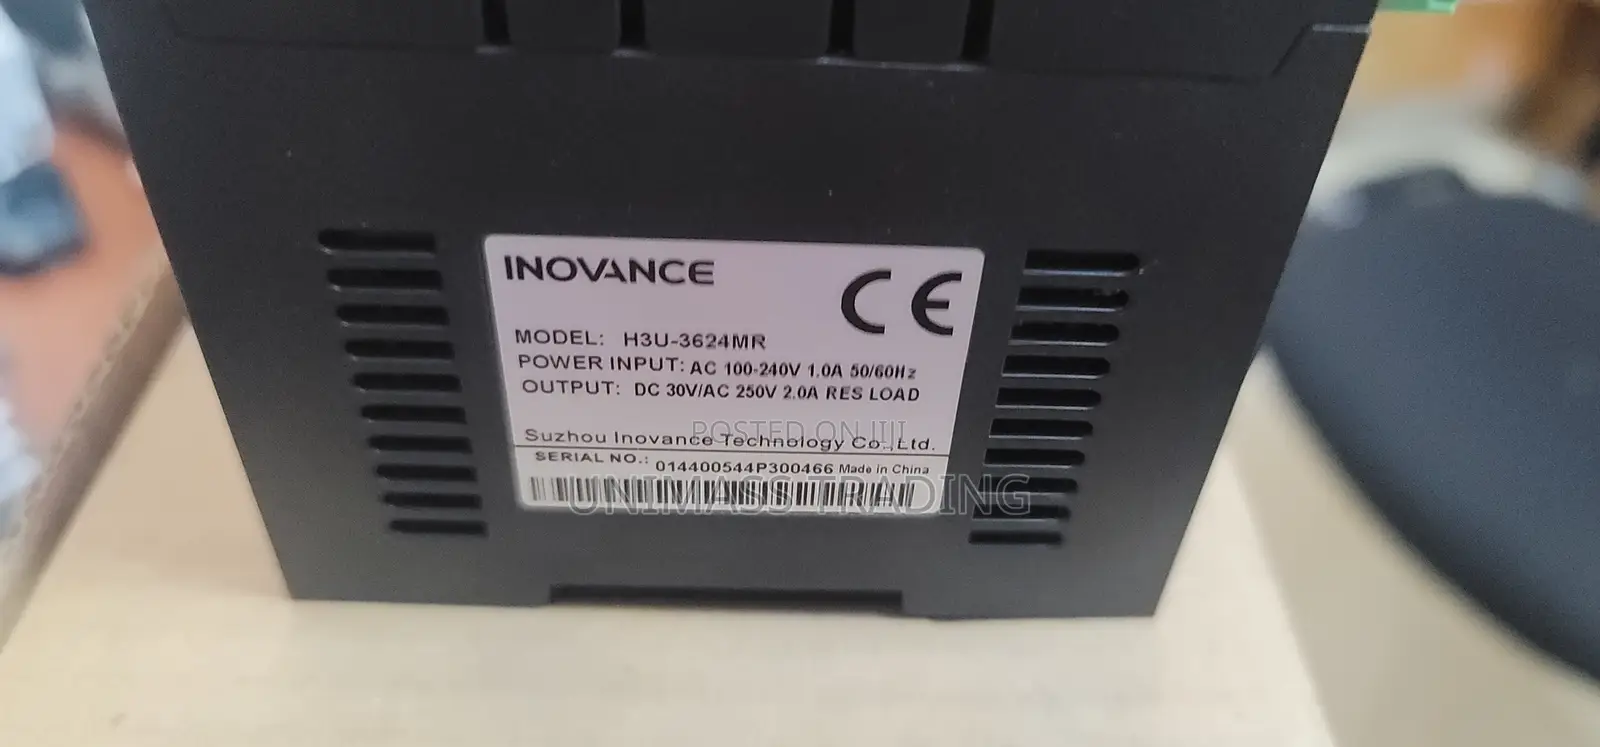 INOVANCE
CE
MODEL: H3U-3624MR
POWER INPUT: AC 100-240V 1.0A 50/60Hz
OUTPUT: DC 30V/AC 250V 2.0A RES LOAD
POSTED ON JIJI
Suzhou Inovance Technology Co.,Ltd.
SERIAL NO.: 014400544P300466 Made in China
UNIMASS TRADING